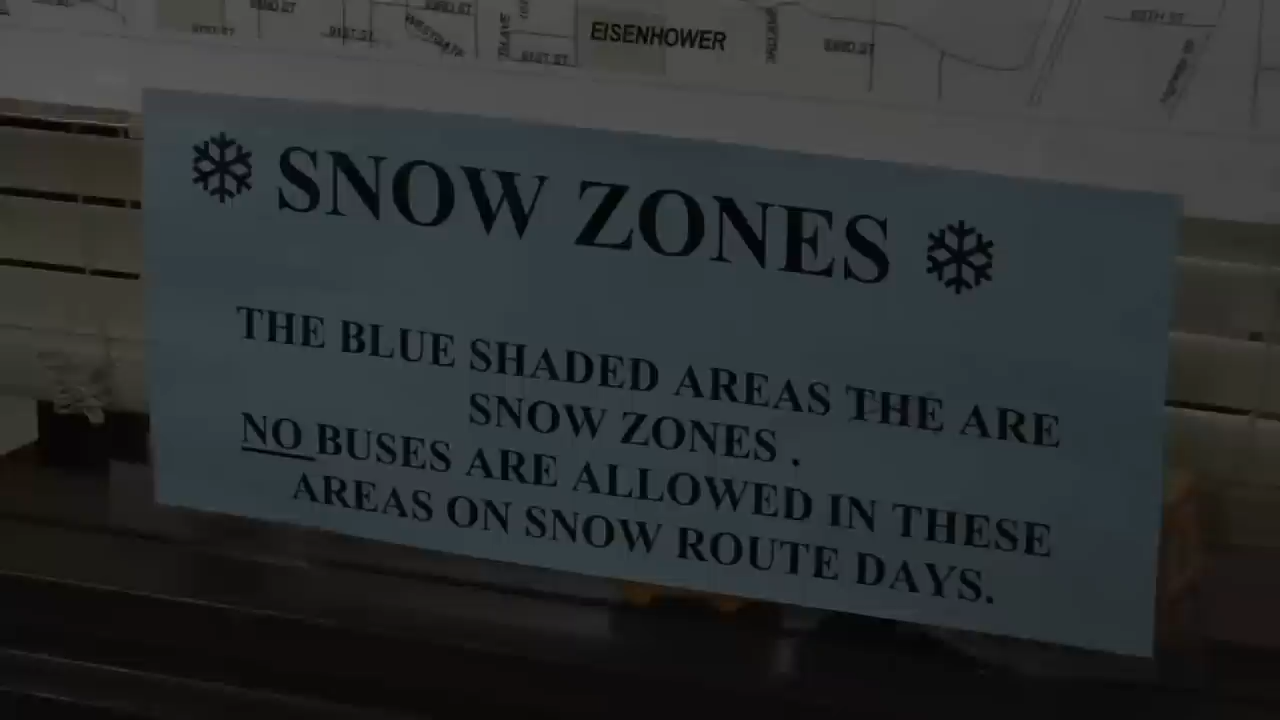 EISENHOWER
SNOW ZONES
THE BLUE SHADED AREAS THE ARE
SNOW ZONES .
NO BUSES ARE ALLOWED IN THESE
AREAS ON SNOW ROUTE DAYS.